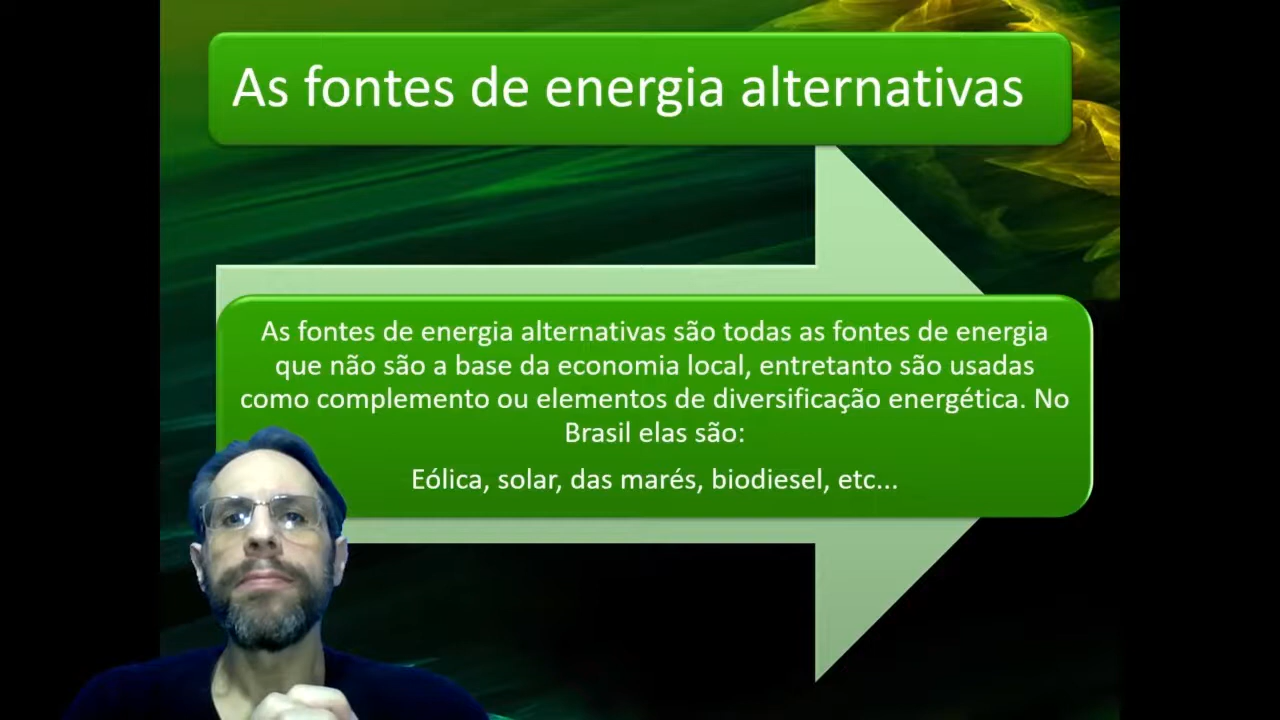 As fontes de energia alternativas
As fontes de energia alternativas são todas as fontes de energia
que não são a base da economia local, entretanto são usadas
como complemento ou elementos de diversificação energética. No
Brasil elas são:
Eólica, solar, das marés, biodiesel, etc...